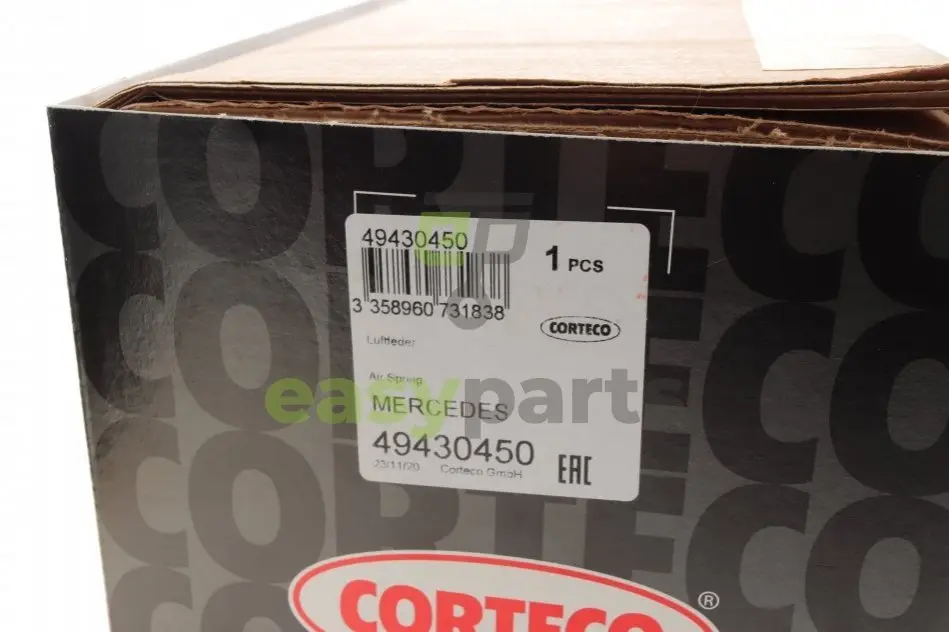 49430450
1 PCS
3 358960 731838
CORTECO
Luftfeder
Air Spring
MERCEDES
49430450
23/11/20 Corteco GmbH
EAC
easyparts
CORTECO®